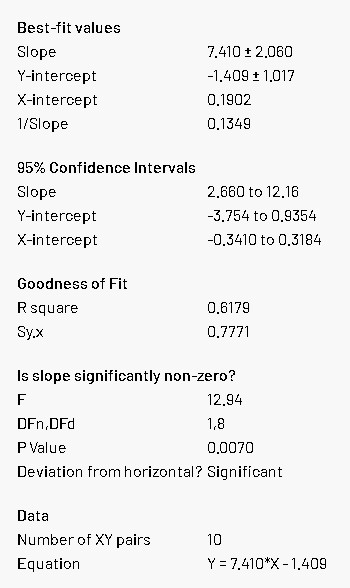 Best-fit values
Slope 7.410 ± 2.060
Y-intercept -1.409 ± 1.017
X-intercept 0.1902
1/Slope 0.1349
95% Confidence Intervals
Slope 2.660 to 12.16
Y-intercept -3.754 to 0.9354
X-intercept -0.3410 to 0.3184
Goodness of Fit
R square 0.6179
Sy.x 0.7771
Is slope significantly non-zero?
F 12.94
DFn,DFd 1,8
P Value 0.0070
Deviation from horizontal? Significant
Data
Number of XY pairs 10
Equation Y = 7.410*X - 1.409